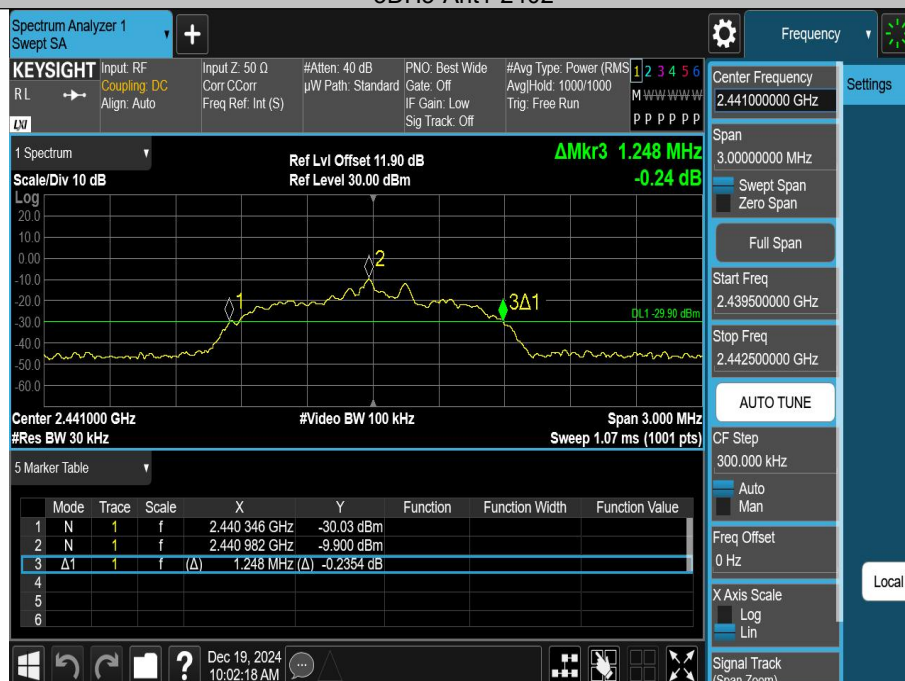 Spectrum Analyzer 1
Swept SA
+
Frequency
KEYSIGHT
RL
LXI
Input: RF
Coupling: DC
Align: Auto
Input Z: 50 Ω
Corr CCorr
Freq Ref: Int (S)
#Atten: 40 dB
µW Path: Standard
PNO: Best Wide
Gate: Off
IF Gain: Low
Sig Track: Off
#Avg Type: Power (RMS
Avg|Hold: 1000/1000
Trig: Free Run
1 2 3 4 5 6
M W W W W W
P P P P P P
1 Spectrum
Scale/Div 10 dB
Ref Lvl Offset 11.90 dB
Ref Level 30.00 dBm
ΔMkr3 1.248 MHz
-0.24 dB
Log
20.0
10.0
0.00
-10.0
-20.0
-30.0
-40.0
-50.0
-60.0
1
2
3Δ1
DL1 -29.90 dBm
Center 2.441000 GHz
#Video BW 100 kHz
Span 3.000 MHz
#Res BW 30 kHz
Sweep 1.07 ms (1001 pts)
5 Marker Table
Mode Trace Scale X Y Function Function Width Function Value
1 N 1 f 2.440 346 GHz -30.03 dBm
2 N 1 f 2.440 982 GHz -9.900 dBm
3 Δ1 1 f (Δ) 1.248 MHz (Δ) -0.2354 dB
4
5
6
?
Dec 19, 2024
10:02:18 AM
Center Frequency
2.441000000 GHz
Span
3.00000000 MHz
Swept Span
Zero Span
Full Span
Start Freq
2.439500000 GHz
Stop Freq
2.442500000 GHz
AUTO TUNE
CF Step
300.000 kHz
Auto
Man
Freq Offset
0 Hz
X Axis Scale
Log
Lin
Signal Track
(Span Zoom)
Settings
Local